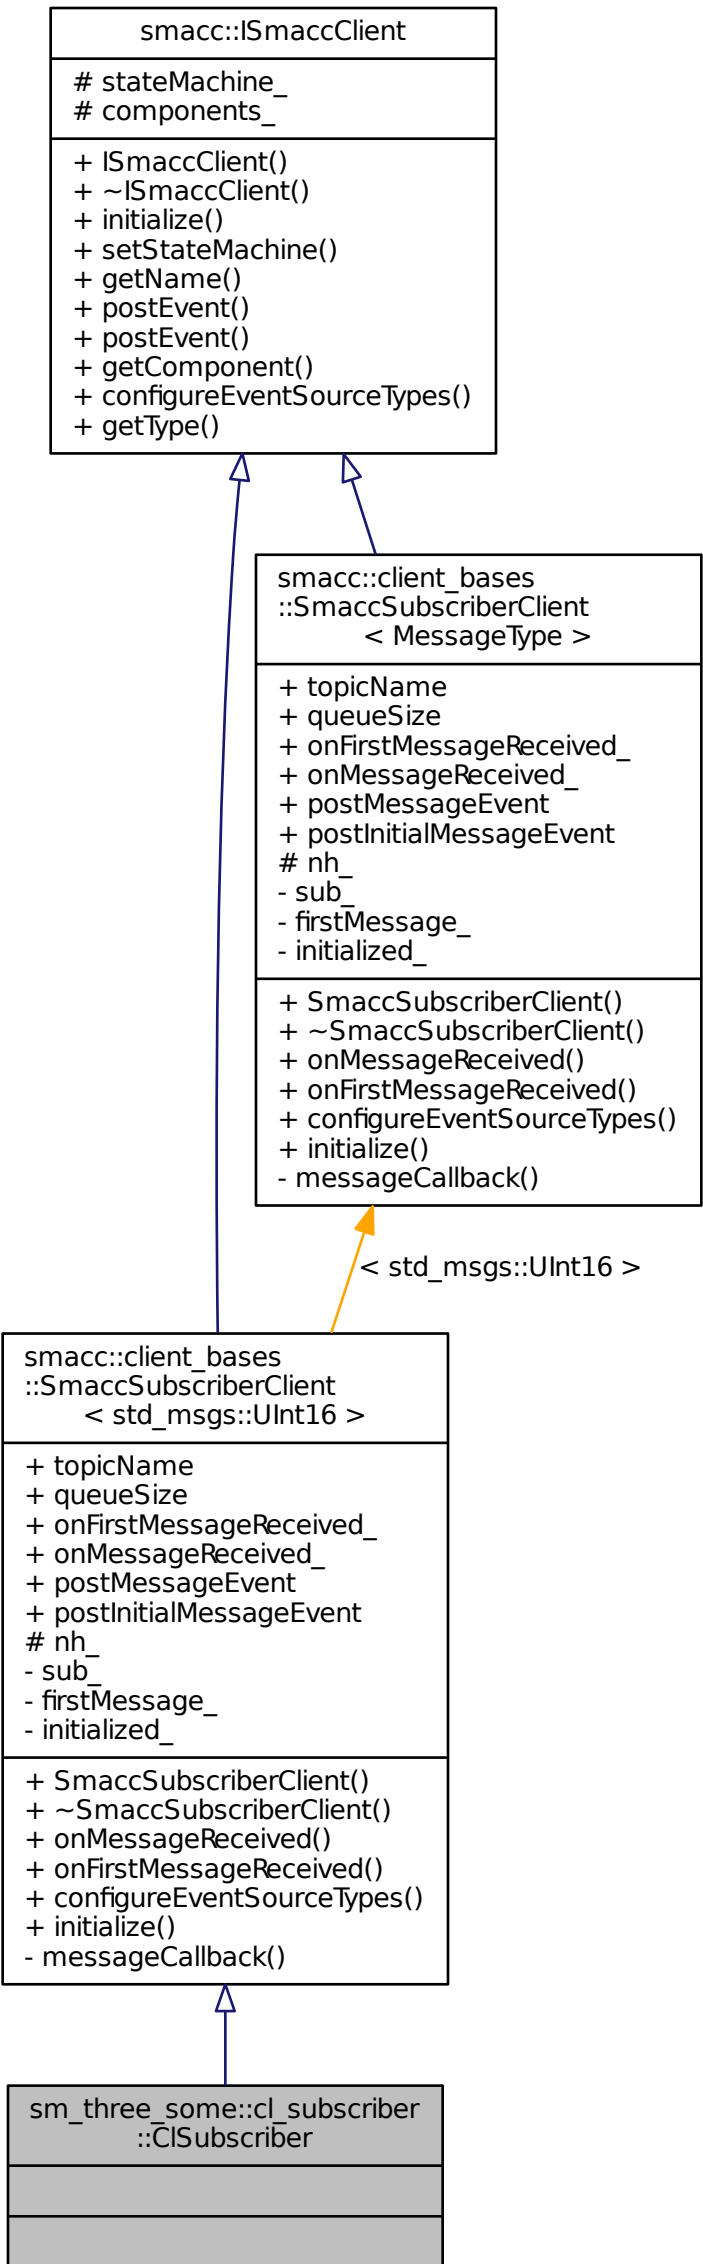 smacc::ISmaccClient
# stateMachine_
# components_
+ ISmaccClient()
+ ~ISmaccClient()
+ initialize()
+ setStateMachine()
+ getName()
+ postEvent()
+ postEvent()
+ getComponent()
+ configureEventSourceTypes()
+ getType()
smacc::client_bases
::SmaccSubscriberClient
< MessageType >
+ topicName
+ queueSize
+ onFirstMessageReceived_
+ onMessageReceived_
+ postMessageEvent
+ postInitialMessageEvent
# nh_
- sub_
- firstMessage_
- initialized_
+ SmaccSubscriberClient()
+ ~SmaccSubscriberClient()
+ onMessageReceived()
+ onFirstMessageReceived()
+ configureEventSourceTypes()
+ initialize()
- messageCallback()
< std_msgs::UInt16 >
smacc::client_bases
::SmaccSubscriberClient
< std_msgs::UInt16 >
+ topicName
+ queueSize
+ onFirstMessageReceived_
+ onMessageReceived_
+ postMessageEvent
+ postInitialMessageEvent
# nh_
- sub_
- firstMessage_
- initialized_
+ SmaccSubscriberClient()
+ ~SmaccSubscriberClient()
+ onMessageReceived()
+ onFirstMessageReceived()
+ configureEventSourceTypes()
+ initialize()
- messageCallback()
sm_three_some::cl_subscriber
::ClSubscriber